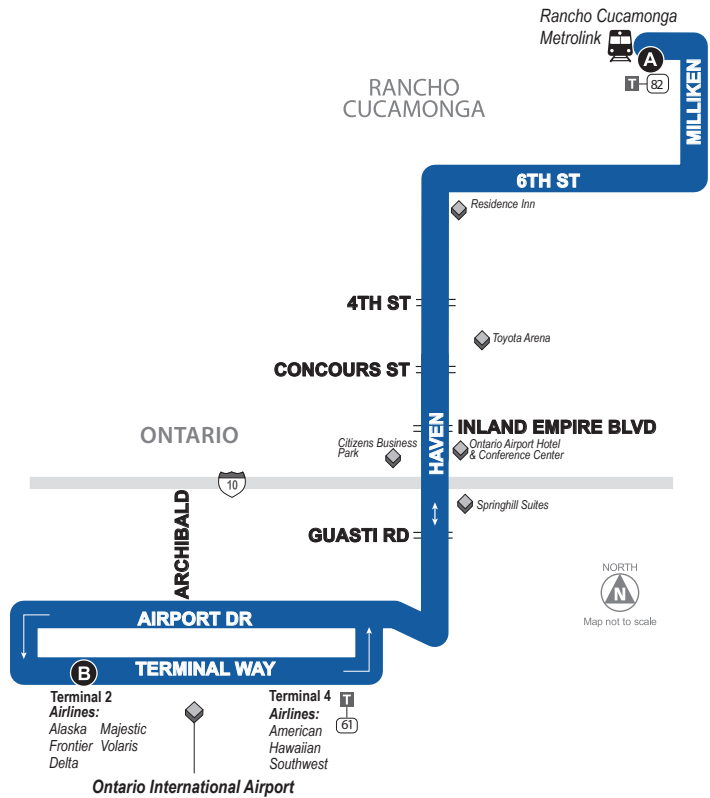 Rancho Cucamonga
Metrolink
A
T 82
MILLIKEN
RANCHO
CUCAMONGA
6TH ST
Residence Inn
4TH ST
Toyota Arena
CONCOURS ST
HAVEN
INLAND EMPIRE BLVD
ONTARIO
Citizens Business
Park
Ontario Airport Hotel
& Conference Center
10
Springhill Suites
ARCHIBALD
GUASTI RD
NORTH
N
Map not to scale
AIRPORT DR
B
TERMINAL WAY
Terminal 2
Airlines:
Alaska Majestic
Frontier Volaris
Delta
Terminal 4
Airlines:
American
Hawaiian
Southwest
T
61
Ontario International Airport